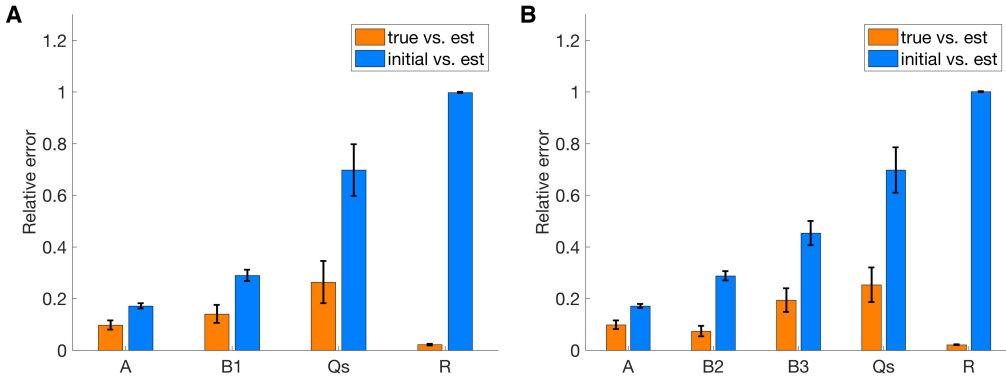 A
Relative error
1.2
1
0.8
0.6
0.4
0.2
0
true vs. est
initial vs. est
A B1 Qs R
B
Relative error
1.2
1
0.8
0.6
0.4
0.2
0
true vs. est
initial vs. est
A B2 B3 Qs R